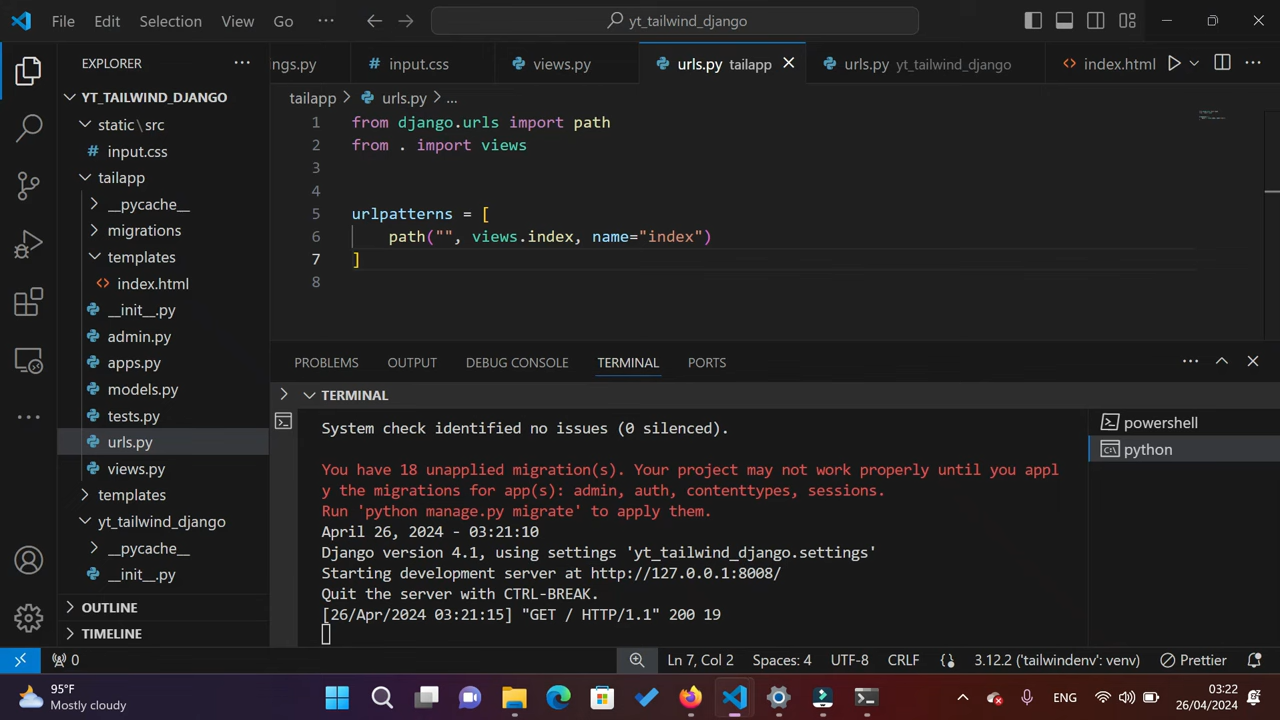 File Edit Selection View Go ··· yt_tailwind_django
EXPLORER ···
ngs.py # input.css views.py urls.py tailapp urls.py yt_tailwind_django <> index.html ···
YT_TAILWIND_DJANGO
static\src
# input.css
tailapp
__pycache__
migrations
templates
<> index.html
__init__.py
admin.py
apps.py
models.py
tests.py
urls.py
views.py
templates
yt_tailwind_django
__pycache__
__init__.py
OUTLINE
TIMELINE
tailapp > urls.py > ...
1 from django.urls import path
2 from . import views
3
4
5 urlpatterns = [
6 path("", views.index, name="index")
7 ]
8
PROBLEMS OUTPUT DEBUG CONSOLE TERMINAL PORTS ···
TERMINAL
System check identified no issues (0 silenced).
You have 18 unapplied migration(s). Your project may not work properly until you appl
y the migrations for app(s): admin, auth, contenttypes, sessions.
Run 'python manage.py migrate' to apply them.
April 26, 2024 - 03:21:10
Django version 4.1, using settings 'yt_tailwind_django.settings'
Starting development server at http://127.0.0.1:8008/
Quit the server with CTRL-BREAK.
[26/Apr/2024 03:21:15] "GET / HTTP/1.1" 200 19
powershell
python
0 Ln 7, Col 2 Spaces: 4 UTF-8 CRLF 3.12.2 ('tailwindenv': venv) Prettier
95°F
Mostly cloudy
ENG
03:22
26/04/2024